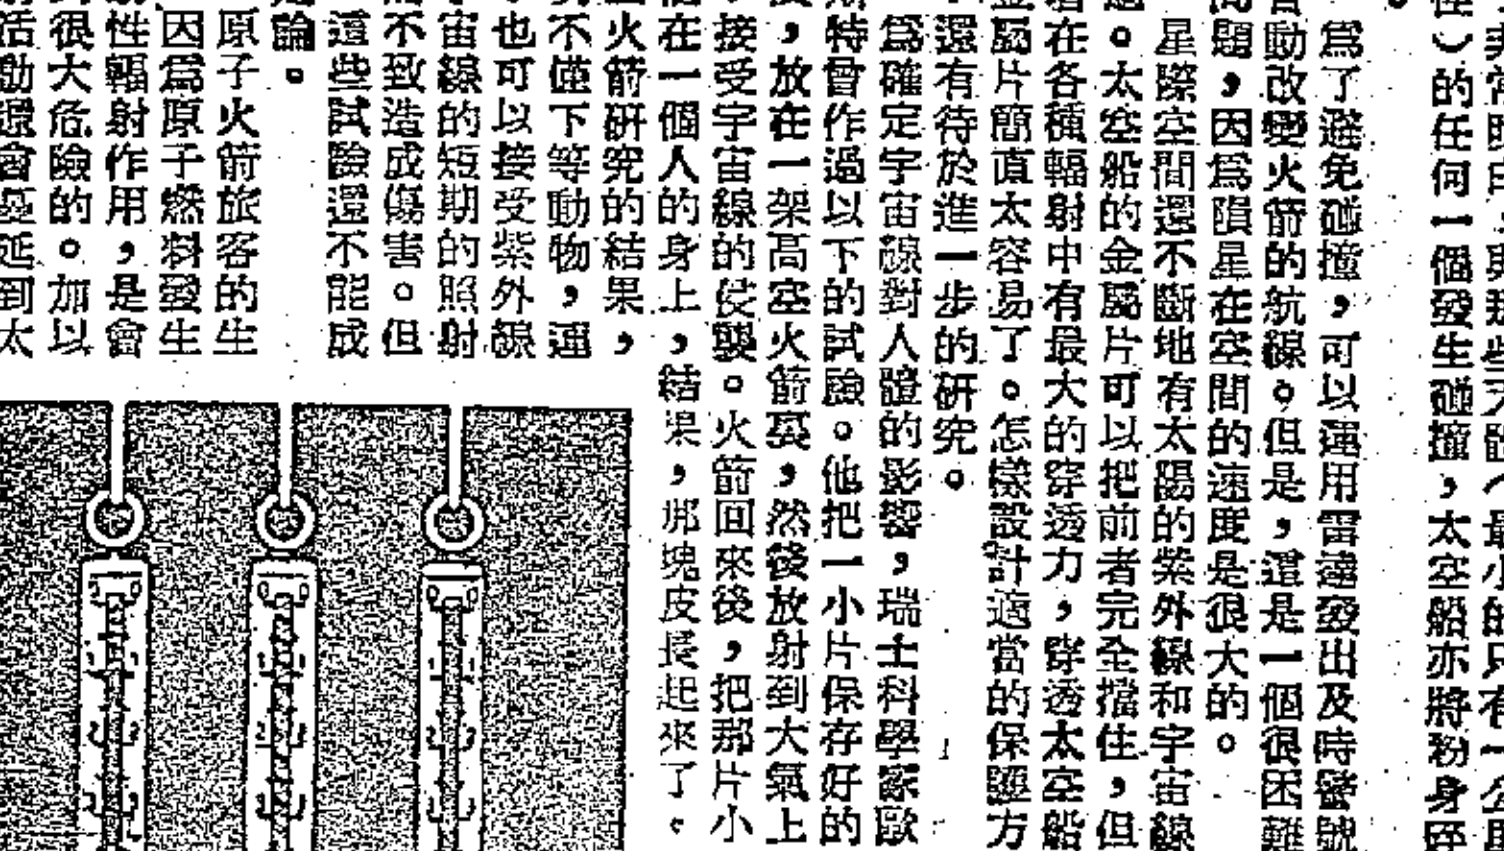 那些天體（最小的只有一公
）的任何一個發生碰撞，太空船亦將粉身碎
。
爲了避免碰撞，可以運用雷達發出及時警號
動改變火箭的航線。但是，還是一個很困難
問題，因爲隕星在空間的速度是很大的。
星際空間還不斷地有太陽的紫外線和宇宙線
。太空船的金屬片可以把前者完全擋住，但
者在各種輻射中有最大的穿透力，穿透太空船
金屬片簡直太容易了。怎樣設計適當的保護方
還有待於進一步的研究。
爲確定宇宙線對人體的影響，瑞士科學家歐
斯特曾作過以下的試驗。他把一小片保存好的
，放在一架高空火箭裏，然後放射到大氣上
接受宇宙線的侵襲。火箭回來後，把那片小
在一個人的身上，結果，那塊皮長起來了。
火箭研究的結果，
不僅下等動物，連
也可以接受紫外線
宙線的短期的照射
不致造成傷害。但
這些試驗還不能成
論。
原子火箭旅客的生
因爲原子燃料發生
性輻射作用，是會
很大危險的。加以
活動還會蔓延到太